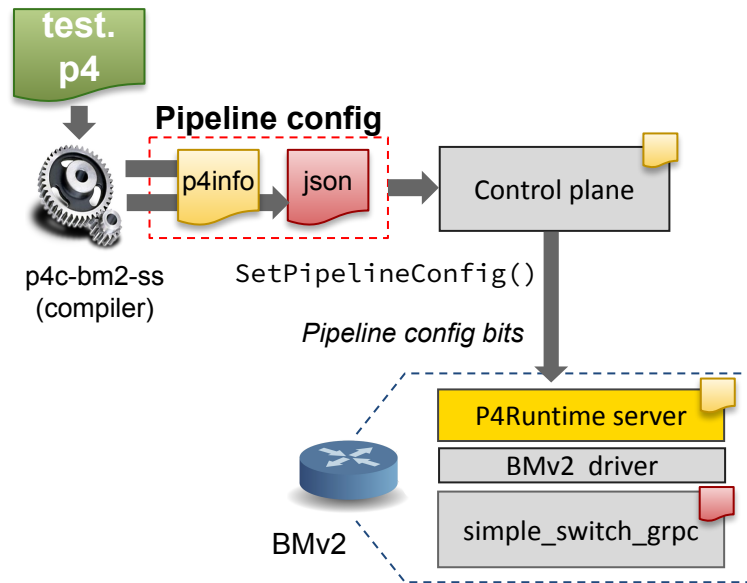 test.
p4
Pipeline config
p4info
json
Control plane
p4c-bm2-ss
(compiler)
SetPipelineConfig()
Pipeline config bits
P4Runtime server
BMv2 driver
simple_switch_grpc
BMv2